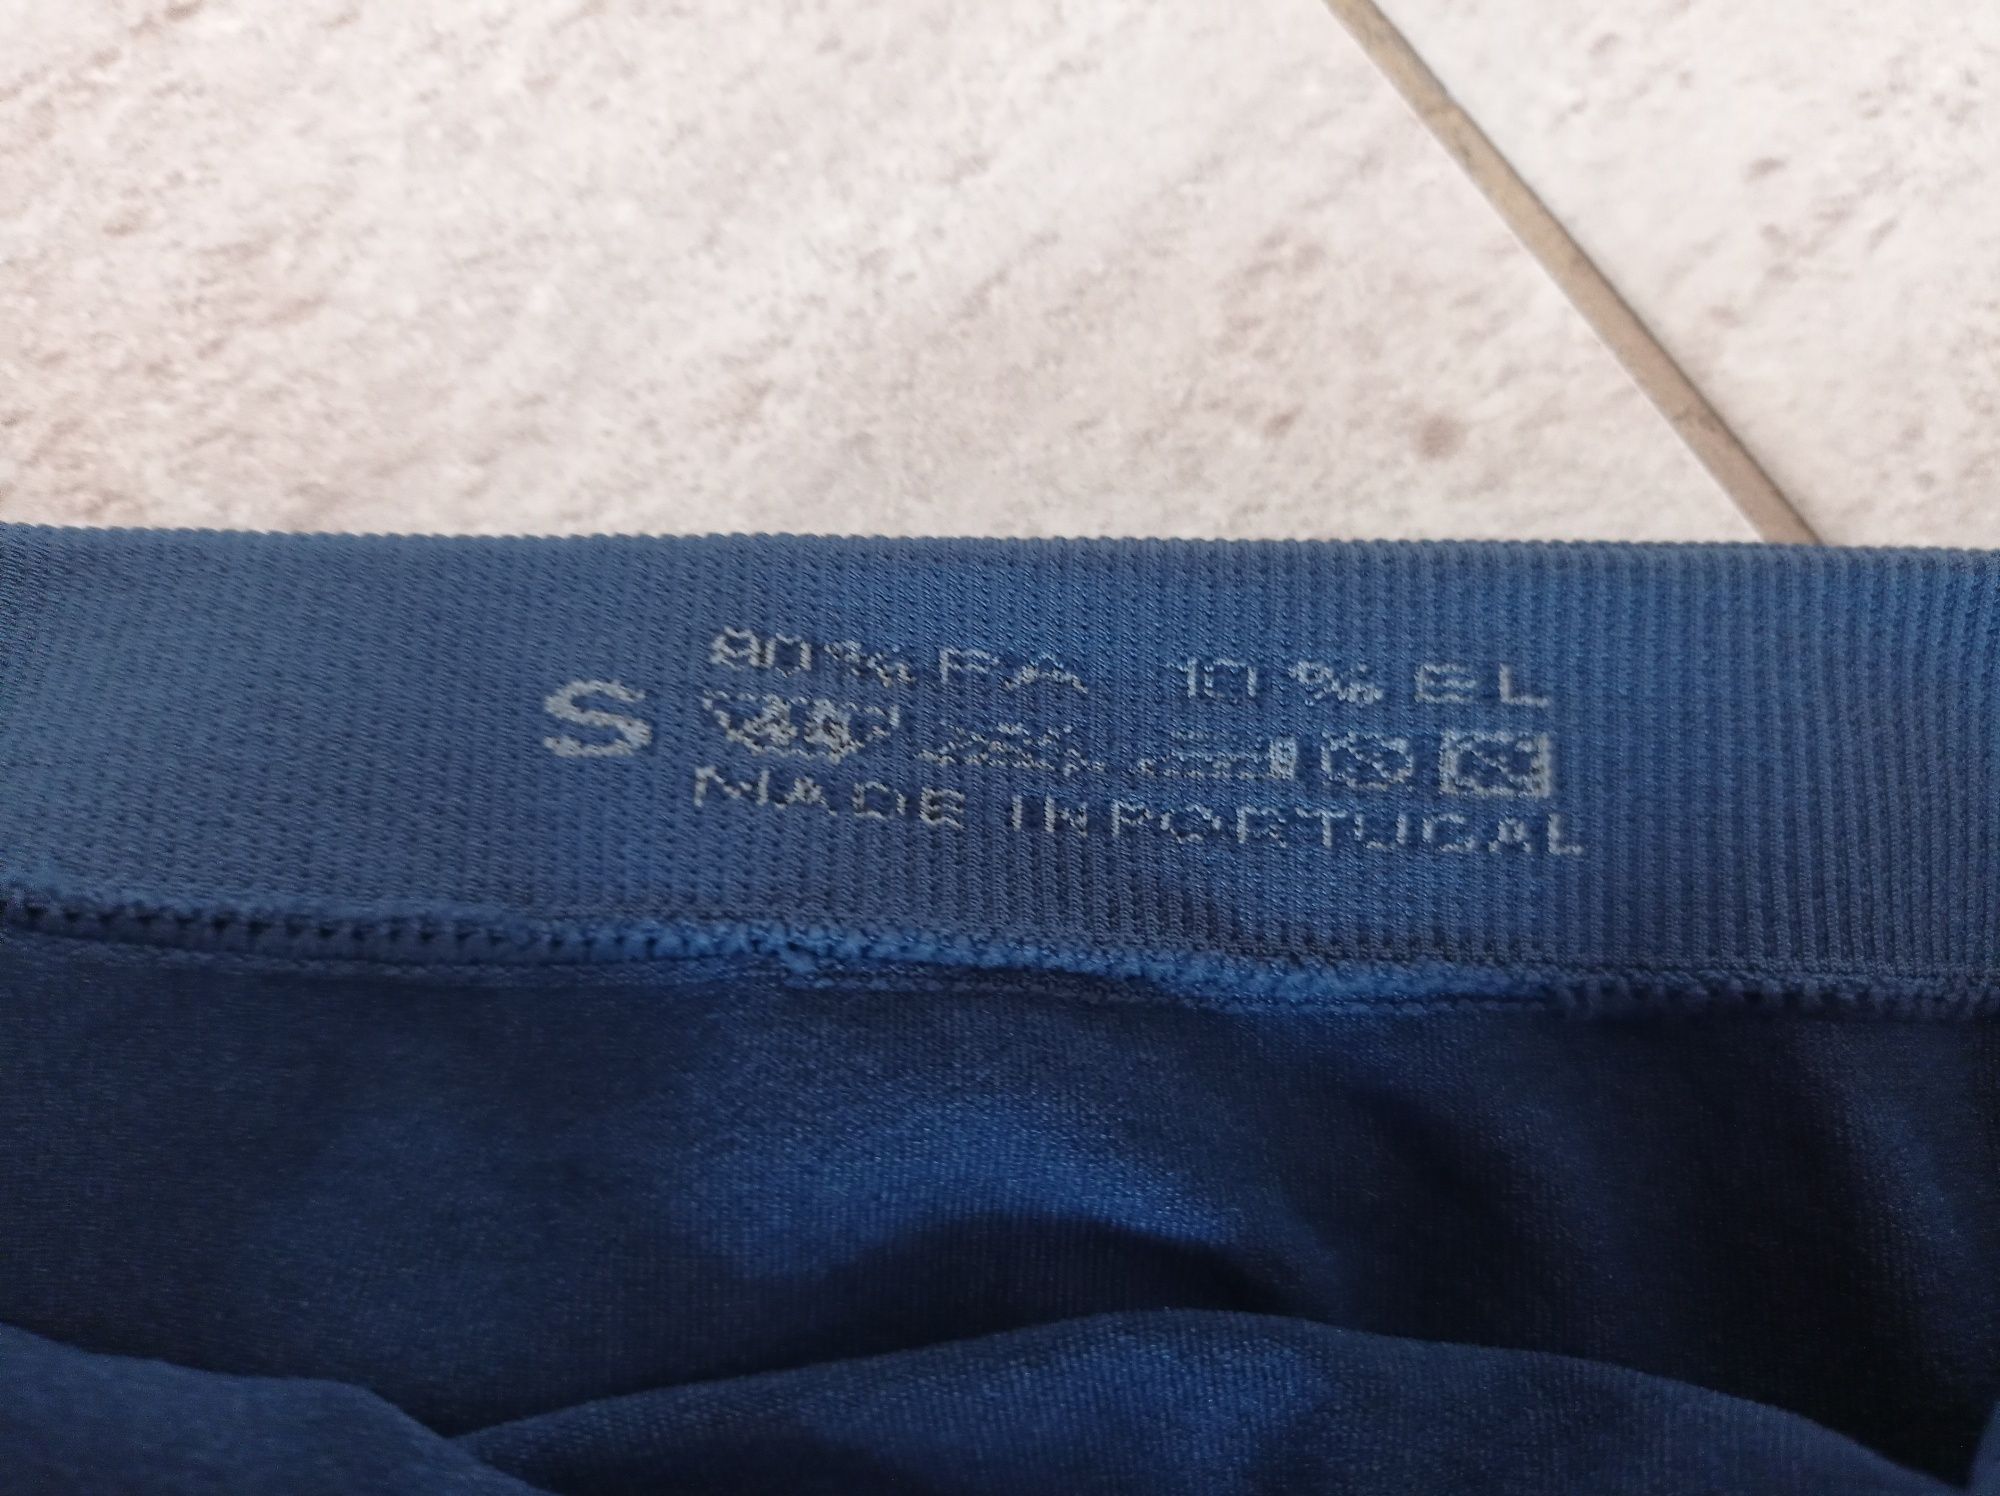 S
90% PA 10% EL
MADE IN PORTUGAL